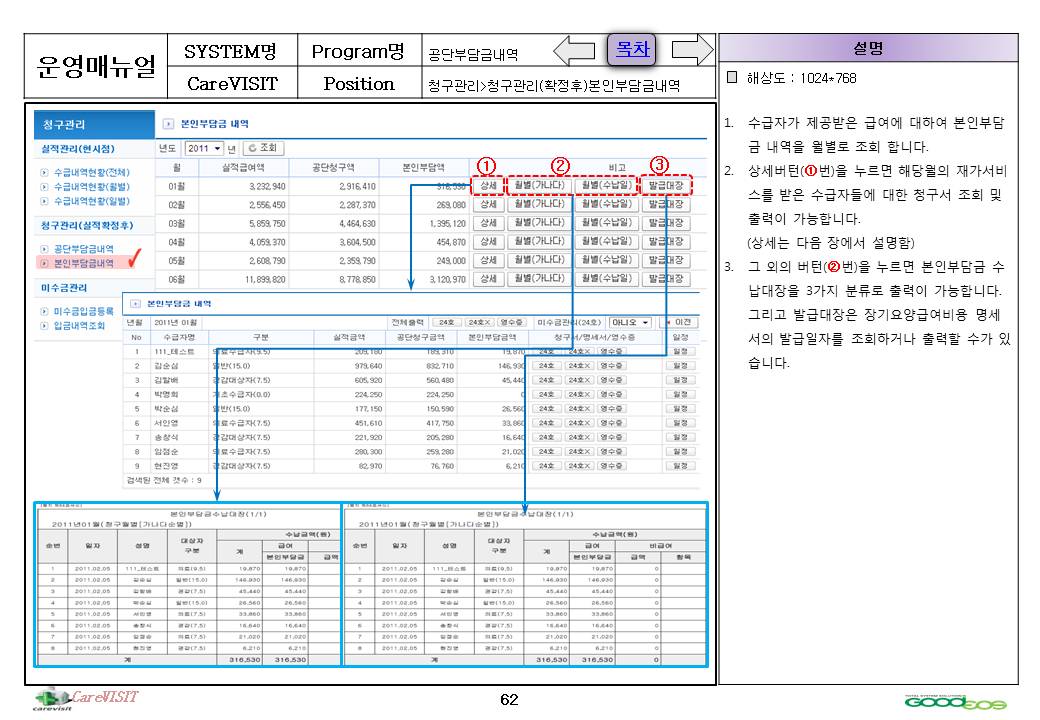 운영매뉴얼
SYSTEM명
Program명
공단부담금내역
목차
CareVISIT
Position
청구관리>청구관리(확정후)본인부담금내역
설명
해상도 : 1024*768
1. 수급자가 제공받은 급여에 대하여 본인부담
금 내역을 월별로 조회 합니다.
2. 상세버턴(①번)을 누르면 해당월의 재가서비
스를 받은 수급자들에 대한 청구서 조회 및
출력이 가능합니다.
(상세는 다음 장에서 설명함)
3. 그 외의 버턴(②번)을 누르면 본인부담금 수
납대장을 3가지 분류로 출력이 가능합니다.
그리고 발급대장은 장기요양급여비용 명세
서의 발급일자를 조회하거나 출력할 수가 있
습니다.
청구관리
실적관리(현시점)
수급내역현황(전체)
수급내역현황(월별)
수급내역현황(일별)
청구관리(실적확정후)
공단부담금내역
본인부담금내역
미수금관리
미수금입금등록
입금내역조회
본인부담금 내역
년도 2011 년 조회
① ② ③
월 실적급여액 공단청구액 본인부담액 비고
01월 3,232,940 2,916,410 316,530 상세 월별(가나다) 월별(수납일) 발급대장
02월 2,556,450 2,287,370 269,080 상세 월별(가나다) 월별(수납일) 발급대장
03월 5,859,750 4,464,630 1,395,120 상세 월별(가나다) 월별(수납일) 발급대장
04월 4,059,370 3,604,500 454,870 상세 월별(가나다) 월별(수납일) 발급대장
05월 2,608,790 2,359,790 249,000 상세 월별(가나다) 월별(수납일) 발급대장
06월 11,899,820 8,778,850 3,120,970 상세 월별(가나다) 월별(수납일) 발급대장
본인부담금 내역
년월 2011년 01월 전체출력 24호 24호X 영수증 미수금관리(24호) 아니오 이전
No 수급자명 구분 실적금액 공단청구금액 본인부담금액 청구서/명세서/영수증 일정
1 111_테스트 의료수급자(9.5) 209,180 189,310 19,870 24호 24호X 영수증 일정
2 김순심 일반(15.0) 979,640 832,710 146,930 24호 24호X 영수증 일정
3 김말배 경감대상자(7.5) 605,920 560,480 45,440 24호 24호X 영수증 일정
4 박명희 기초수급자(0.0) 224,250 224,250 0 24호 24호X 영수증 일정
5 박순심 일반(15.0) 177,150 150,590 26,560 24호 24호X 영수증 일정
6 서안영 의료수급자(7.5) 451,610 417,750 33,860 24호 24호X 영수증 일정
7 송창식 경감대상자(7.5) 221,920 205,280 16,640 24호 24호X 영수증 일정
8 임점순 의료수급자(7.5) 280,300 259,280 21,020 24호 24호X 영수증 일정
9 현진영 경감대상자(7.5) 82,970 76,760 6,210 24호 24호X 영수증 일정
검색된 전체 갯수 : 9
본인부담금수납대장(1/1)
2011년01월(청구월별[가나다순별])
순번 일자 성명 대상자 구분 수납금액(원)
계 급여 본인부담금 금액
1 2011.02.05 111_테스트 의료(9.5) 19,870 19,870
2 2011.02.05 김순심 일반(15.0) 146,930 146,930
3 2011.02.05 김말배 경감(7.5) 45,440 45,440
4 2011.02.05 박순심 일반(15.0) 26,560 26,560
5 2011.02.05 서안영 의료(7.5) 33,860 33,860
6 2011.02.05 송창식 경감(7.5) 16,640 16,640
7 2011.02.05 임점순 의료(7.5) 21,020 21,020
8 2011.02.05 현진영 경감(7.5) 6,210 6,210
계 316,530 316,530
본인부담금수납대장(1/1)
2011년01월(청구월별[가나다순별])
순번 일자 성명 대상자 구분 수납금액(원)
계 급여 비급여
본인부담금 금액 항목
1 2011.02.05 111_테스트 의료(9.5) 19,870 19,870 0
2 2011.02.05 김순심 일반(15.0) 146,930 146,930 0
3 2011.02.05 김말배 경감(7.5) 45,440 45,440 0
4 2011.02.05 박순심 일반(15.0) 26,560 26,560 0
5 2011.02.05 서안영 의료(7.5) 33,860 33,860 0
6 2011.02.05 송창식 경감(7.5) 16,640 16,640 0
7 2011.02.05 임점순 의료(7.5) 21,020 21,020 0
8 2011.02.05 현진영 경감(7.5) 6,210 6,210 0
계 316,530 316,530 0
carevisit
CareVISIT
62
TOTAL SYSTEM SOLUTION
GOODEOS